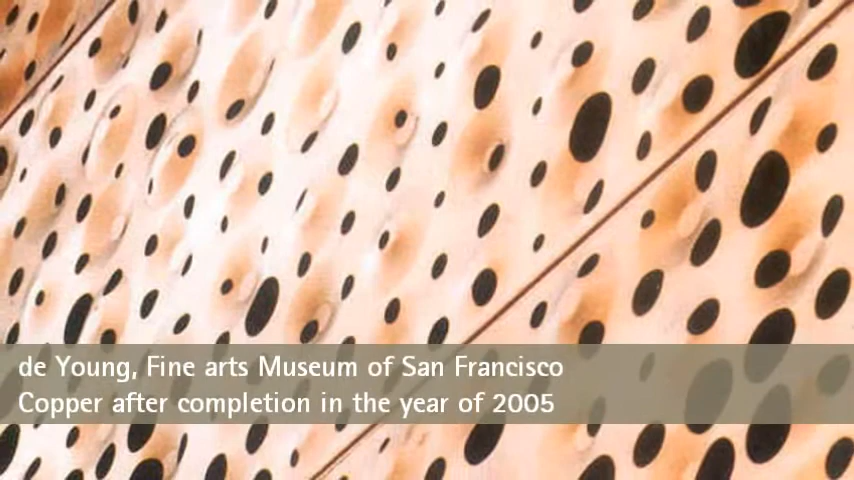 de Young, Fine arts Museum of San Francisco
Copper after completion in the year of 2005